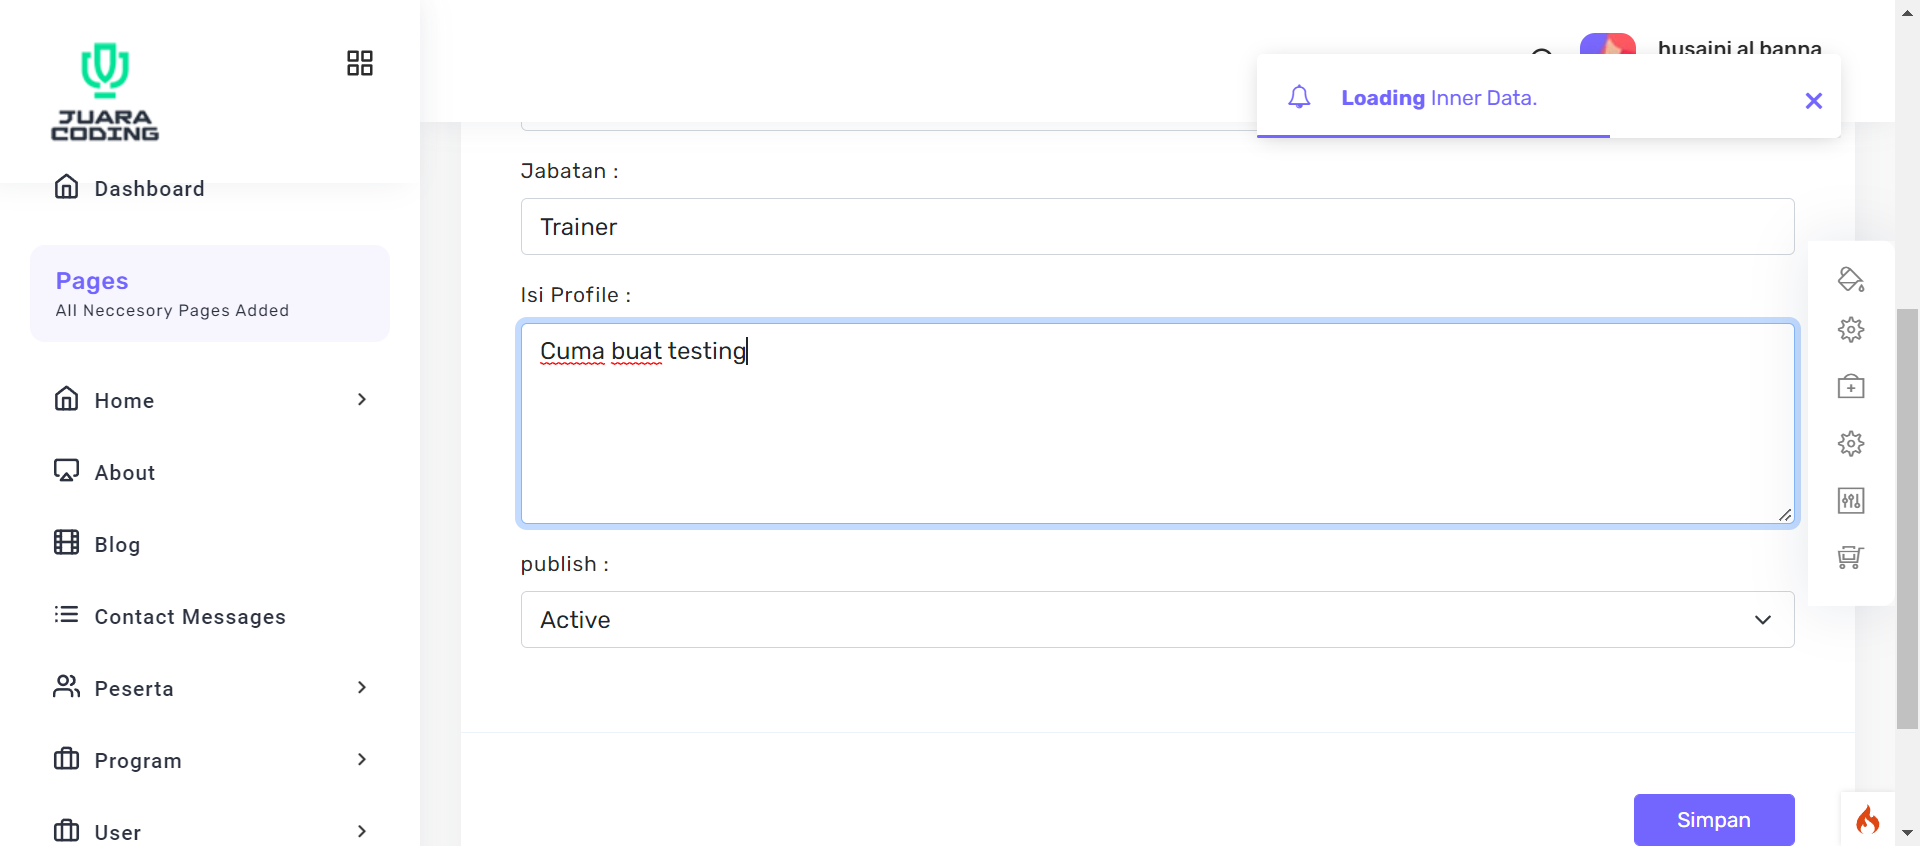 JUARA
CODING
Dashboard
Pages
All Neccesory Pages Added
Home
About
Blog
Contact Messages
Peserta
Program
User
husaini al banna
Loading Inner Data.
Jabatan :
Trainer
Isi Profile :
Cuma buat testing
publish :
Active
Simpan